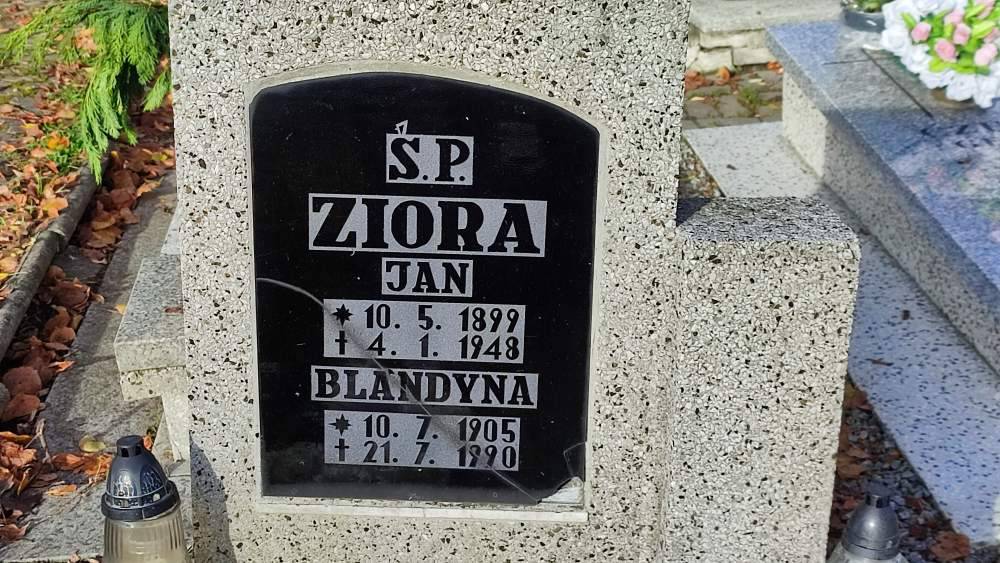 Ś.P.
ZIORA
JAN
* 10. 5. 1899
† 4. 1. 1948
BLANDYNA
* 10. 7. 1905
† 21. 7. 1990